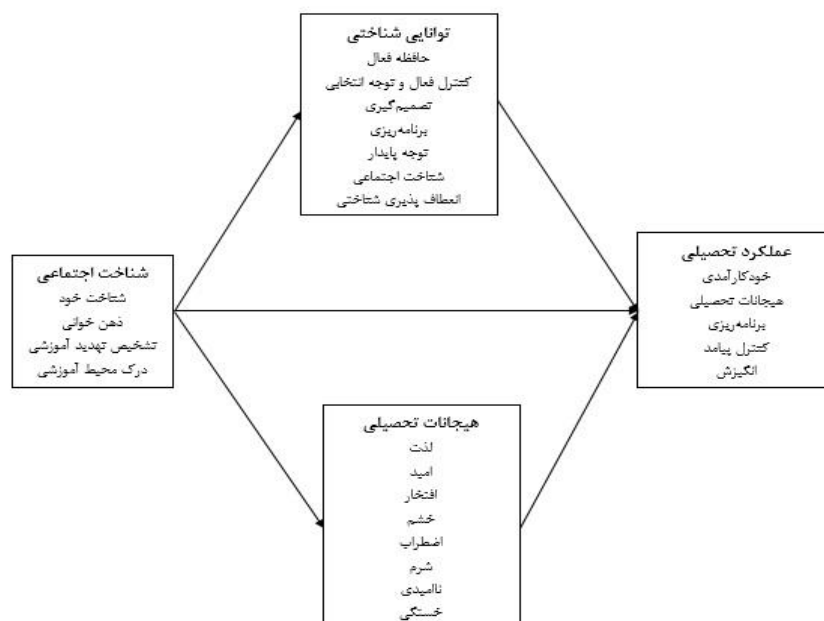 توانایی شناختی
حافظه فعال
کنترل فعال و توجه انتخابی
تصمیم‌گیری
برنامه‌ریزی
توجه پایدار
شناخت اجتماعی
انعطاف پذیری شناختی
شناخت اجتماعی
شناخت خود
ذهن خوانی
تشخیص تهدید آموزشی
درک محیط آموزشی
عملکرد تحصیلی
خودکارآمدی
هیجانات تحصیلی
برنامه‌ریزی
کنترل پیامد
انگیزش
هیجانات تحصیلی
لذت
امید
افتخار
خشم
اضطراب
شرم
ناامیدی
خستگی